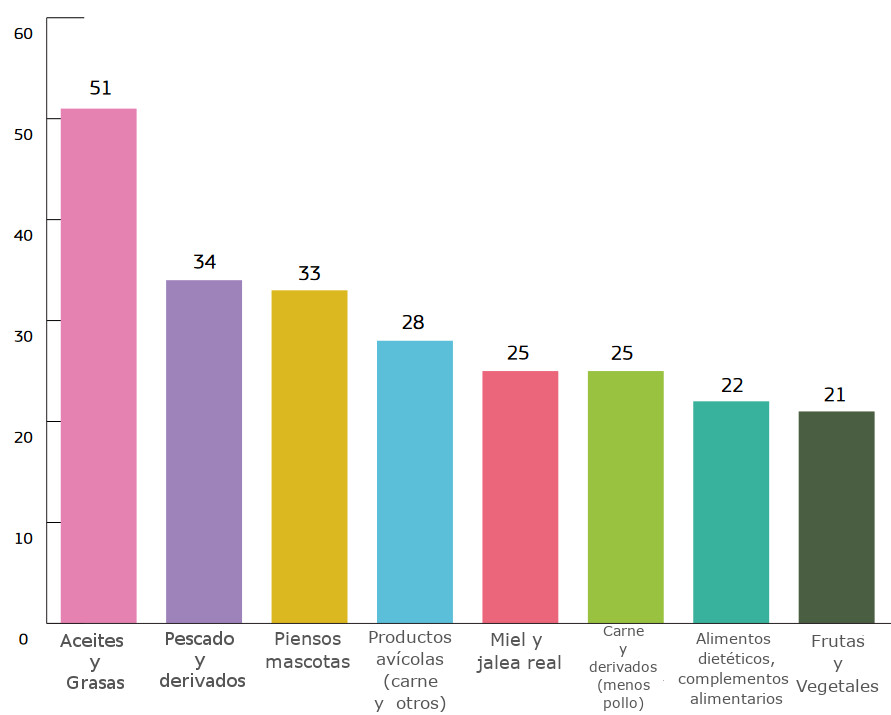 60
50
40
30
20
10
0
51
34
33
28
25
25
22
21
Aceites
y
Grasas
Pescado
y
derivados
Piensos
mascotas
Productos
avícolas
(carne
y otros)
Miel y
jalea real
Carne
y
derivados
(menos
pollo)
Alimentos
dietéticos,
complementos
alimentarios
Frutas
y
Vegetales